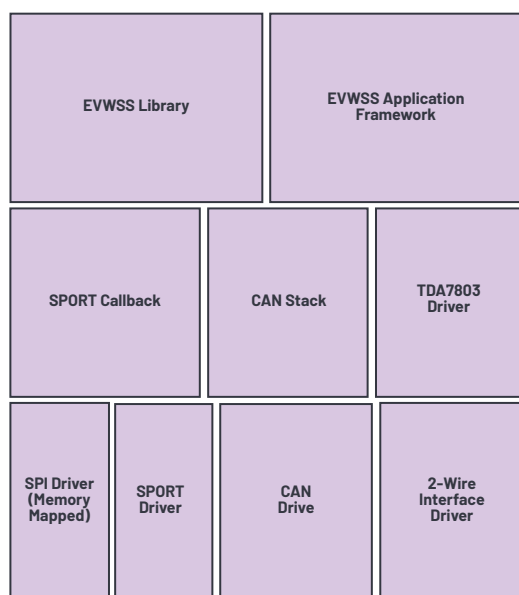 EVWSS Library
EVWSS Application
Framework
SPORT Callback
CAN Stack
TDA7803
Driver
SPI Driver
(Memory
Mapped)
SPORT
Driver
CAN
Drive
2-Wire
Interface
Driver